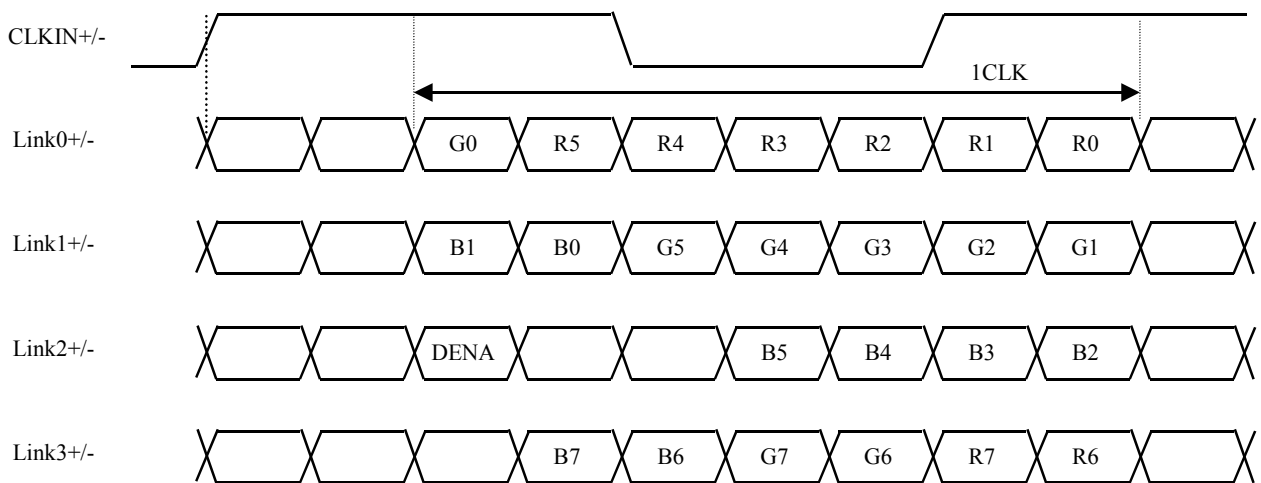 CLKIN+/-
1CLK
Link0+/- G0 R5 R4 R3 R2 R1 R0
Link1+/- B1 B0 G5 G4 G3 G2 G1
Link2+/- DENA B5 B4 B3 B2
Link3+/- B7 B6 G7 G6 R7 R6